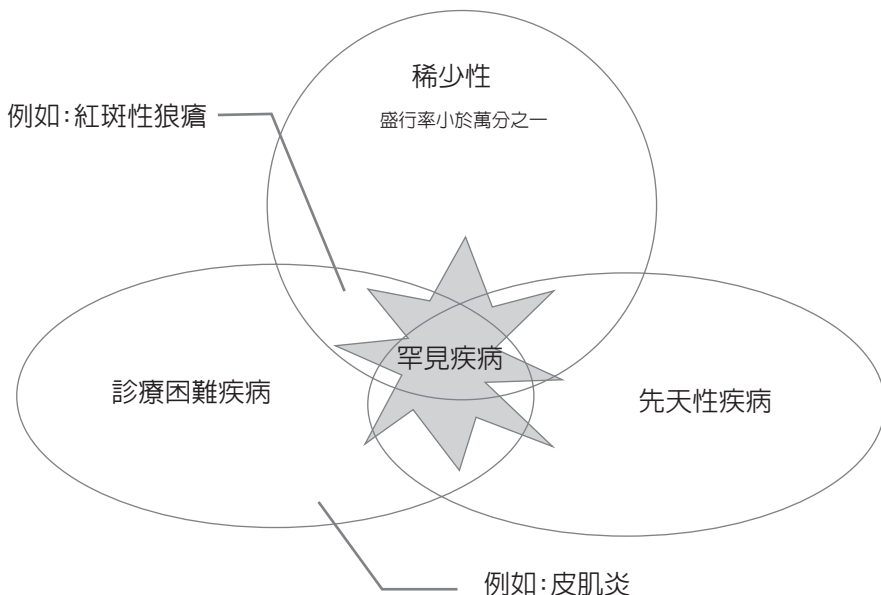 稀少性
盛行率小於萬分之一
例如:紅斑性狼瘡
罕見疾病
診療困難疾病
先天性疾病
例如:皮肌炎